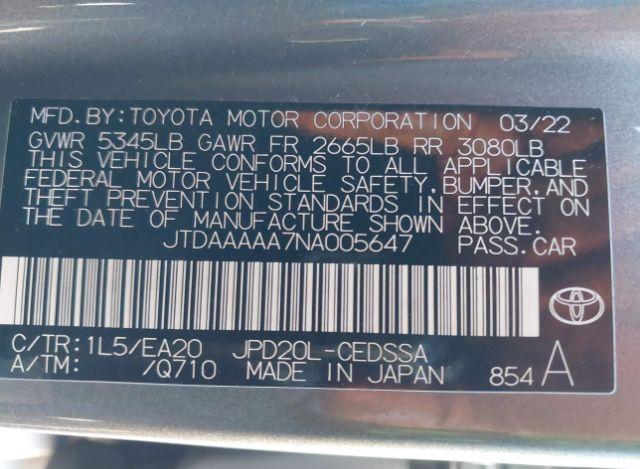 MFD.BY:TOYOTA MOTOR CORPORATION 03/22
GVWR 5345LB GAWR FR 2665LB RR 3080LB
THIS VEHICLE CONFORMS TO ALL APPLICABLE
FEDERAL MOTOR VEHICLE SAFETY,BUMPER,AND
THEFT PREVENTION STANDARDS IN EFFECT ON
THE DATE OF MANUFACTURE SHOWN ABOVE.
JTDAAAAA7NA005647 PASS.CAR
C/TR:1L5/EA20 JPD20L-CEDSSA
A/TM: /Q710 MADE IN JAPAN 854 A